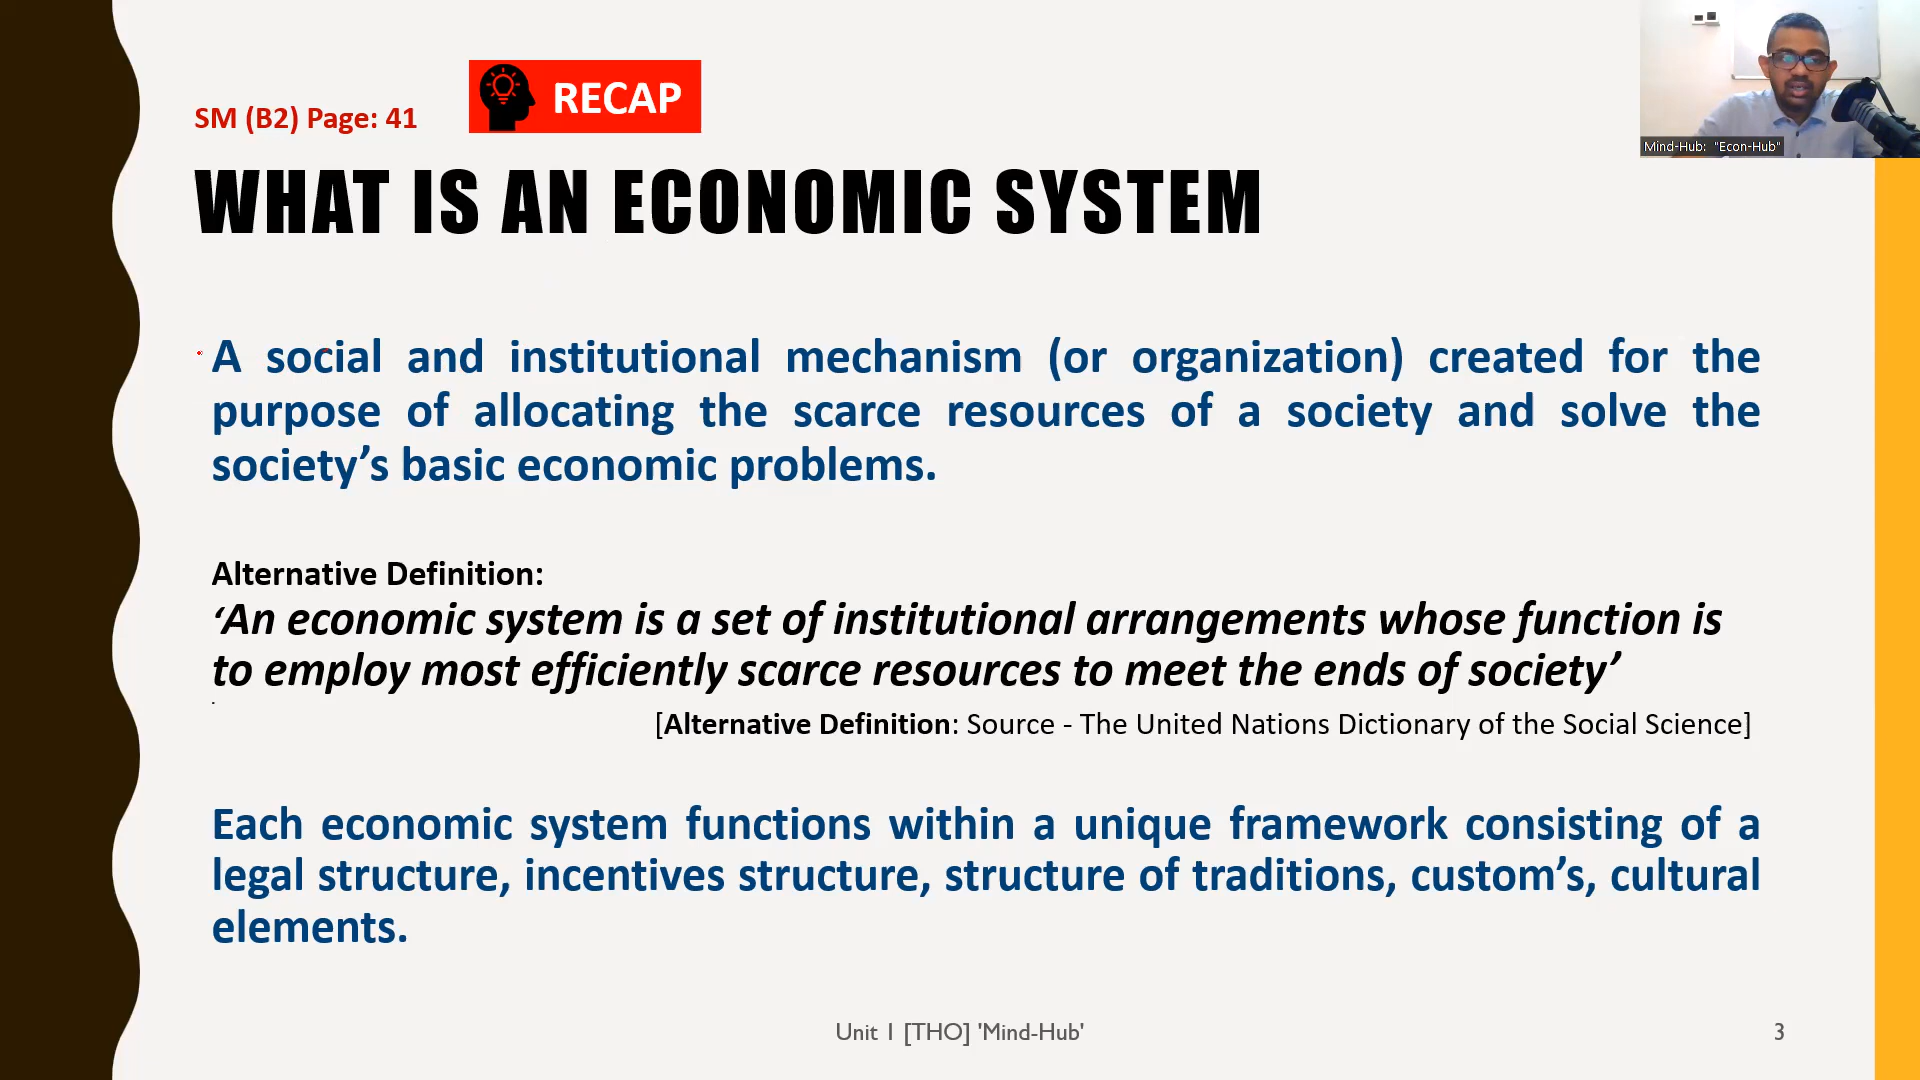 SM (B2) Page: 41
RECAP
Mind-Hub: "Econ-Hub"
WHAT IS AN ECONOMIC SYSTEM
A social and institutional mechanism (or organization) created for the
purpose of allocating the scarce resources of a society and solve the
society’s basic economic problems.
Alternative Definition:
‘An economic system is a set of institutional arrangements whose function is
to employ most efficiently scarce resources to meet the ends of society’
[Alternative Definition: Source - The United Nations Dictionary of the Social Science]
Each economic system functions within a unique framework consisting of a
legal structure, incentives structure, structure of traditions, custom’s, cultural
elements.
Unit 1 [THO] 'Mind-Hub'
3